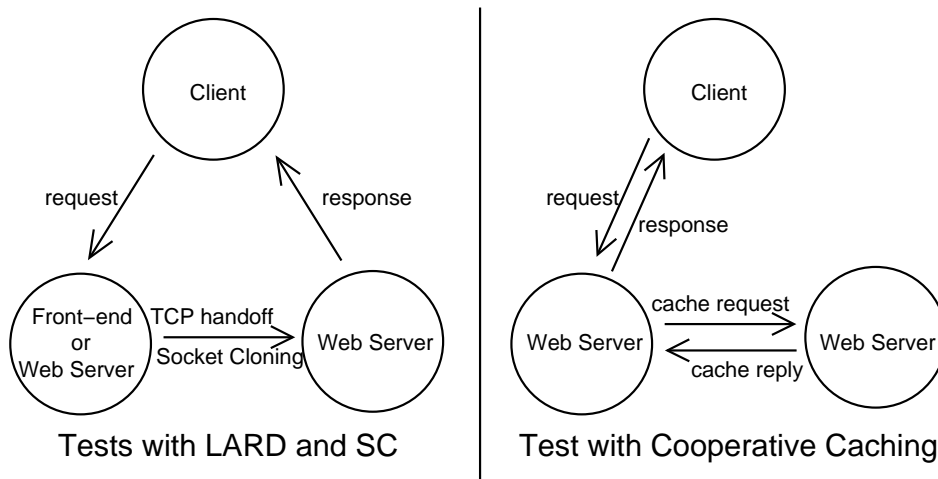 Client
request
response
Front−end
or
Web Server
TCP handoff
Socket Cloning
Web Server
Tests with LARD and SC
Client
request
response
Web Server
cache request
cache reply
Web Server
Test with Cooperative Caching